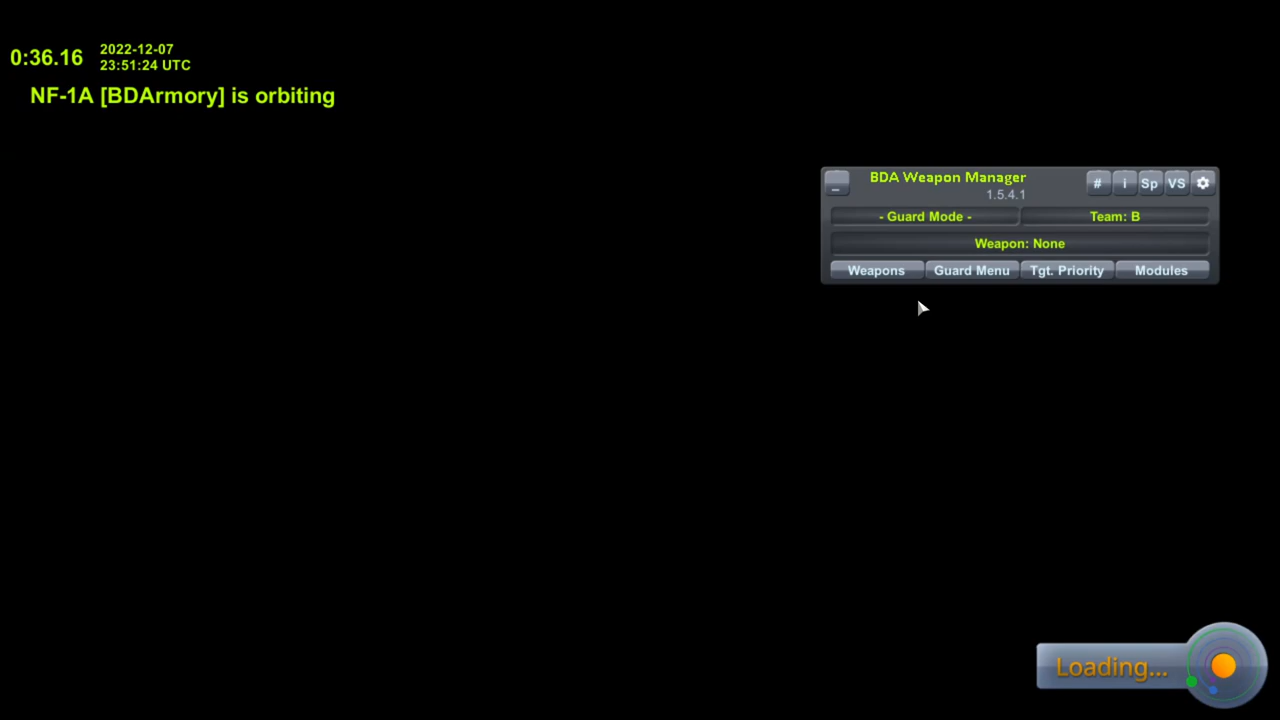 0:36.16
2022-12-07
23:51:24 UTC
NF-1A [BDArmory] is orbiting
_
BDA Weapon Manager
# i Sp VS
1.5.4.1
- Guard Mode - Team: B
Weapon: None
Weapons Guard Menu Tgt. Priority Modules
Loading...